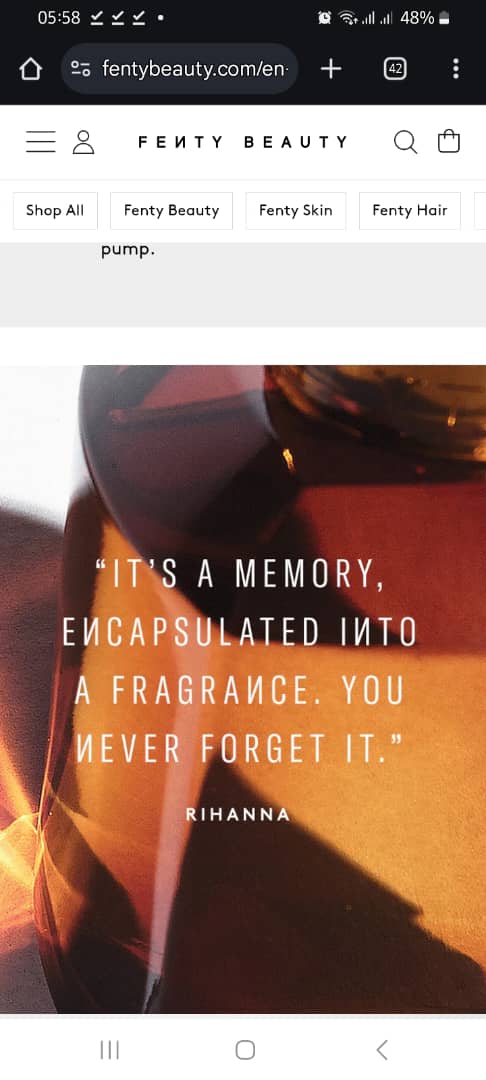 05:58
48%
fentybeauty.com/en-
42
FEИTY BEAUTY
Shop All
Fenty Beauty
Fenty Skin
Fenty Hair
pump.
“IT’S A MEMORY,
EИCAPSULATED IИTO
A FRAGRAИCE. YOU
ИEVER FORGET IT.”
RIHANNA